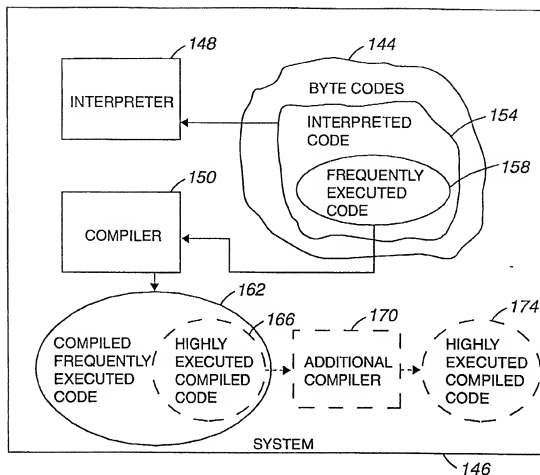 148
INTERPRETER
144
BYTE CODES
154
INTERPRETED
CODE
158
FREQUENTLY
EXECUTED
CODE
150
COMPILER
162
COMPILED
FREQUENTLY
EXECUTED
CODE
166
HIGHLY
EXECUTED
COMPILED
CODE
170
ADDITIONAL
COMPILER
174
HIGHLY
EXECUTED
COMPILED
CODE
SYSTEM
146